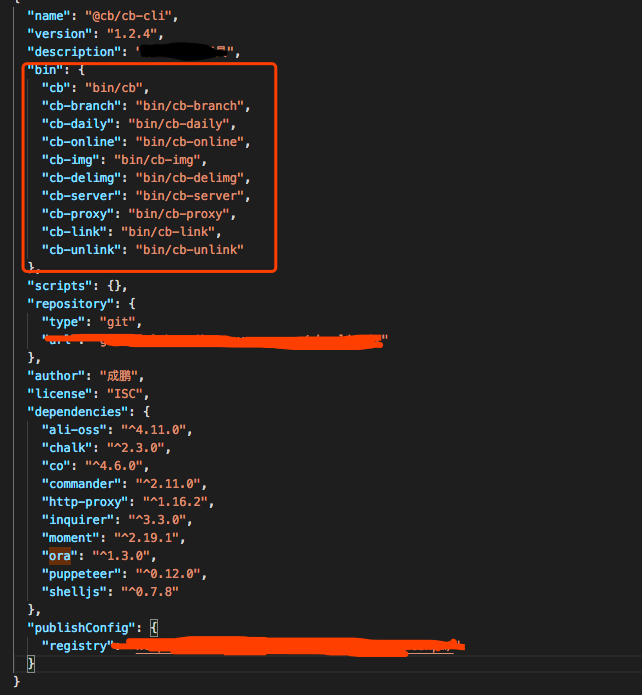 {
"name": "@cb/cb-cli",
"version": "1.2.4",
"description": "
"bin": {
"cb": "bin/cb",
"cb-branch": "bin/cb-branch",
"cb-daily": "bin/cb-daily",
"cb-online": "bin/cb-online",
"cb-img": "bin/cb-img",
"cb-delimg": "bin/cb-delimg",
"cb-server": "bin/cb-server",
"cb-proxy": "bin/cb-proxy",
"cb-link": "bin/cb-link",
"cb-unlink": "bin/cb-unlink"
},
"scripts": {},
"repository": {
"type": "git",
},
"author": "成鹏",
"license": "ISC",
"dependencies": {
"ali-oss": "^4.11.0",
"chalk": "^2.3.0",
"co": "^4.6.0",
"commander": "^2.11.0",
"http-proxy": "^1.16.2",
"inquirer": "^3.3.0",
"moment": "^2.19.1",
"ora": "^1.3.0",
"puppeteer": "^0.12.0",
"shelljs": "^0.7.8"
},
"publishConfig": {
"registry":
}
}